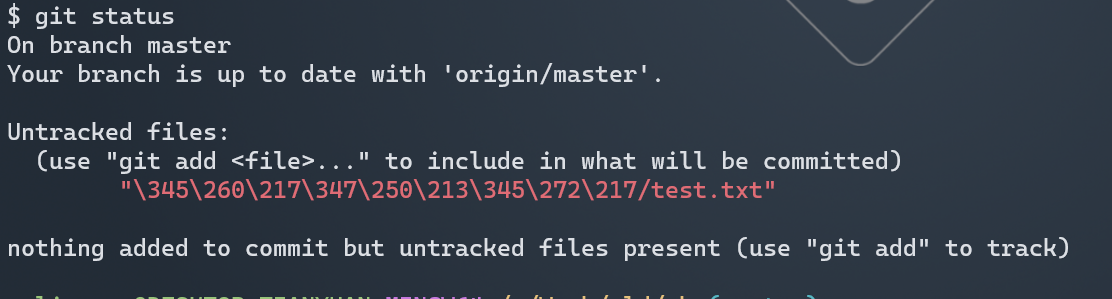 $ git status
On branch master
Your branch is up to date with 'origin/master'.
Untracked files:
(use "git add <file>..." to include in what will be committed)
"\345\260\217\347\250\213\345\272\217/test.txt"
nothing added to commit but untracked files present (use "git add" to track)